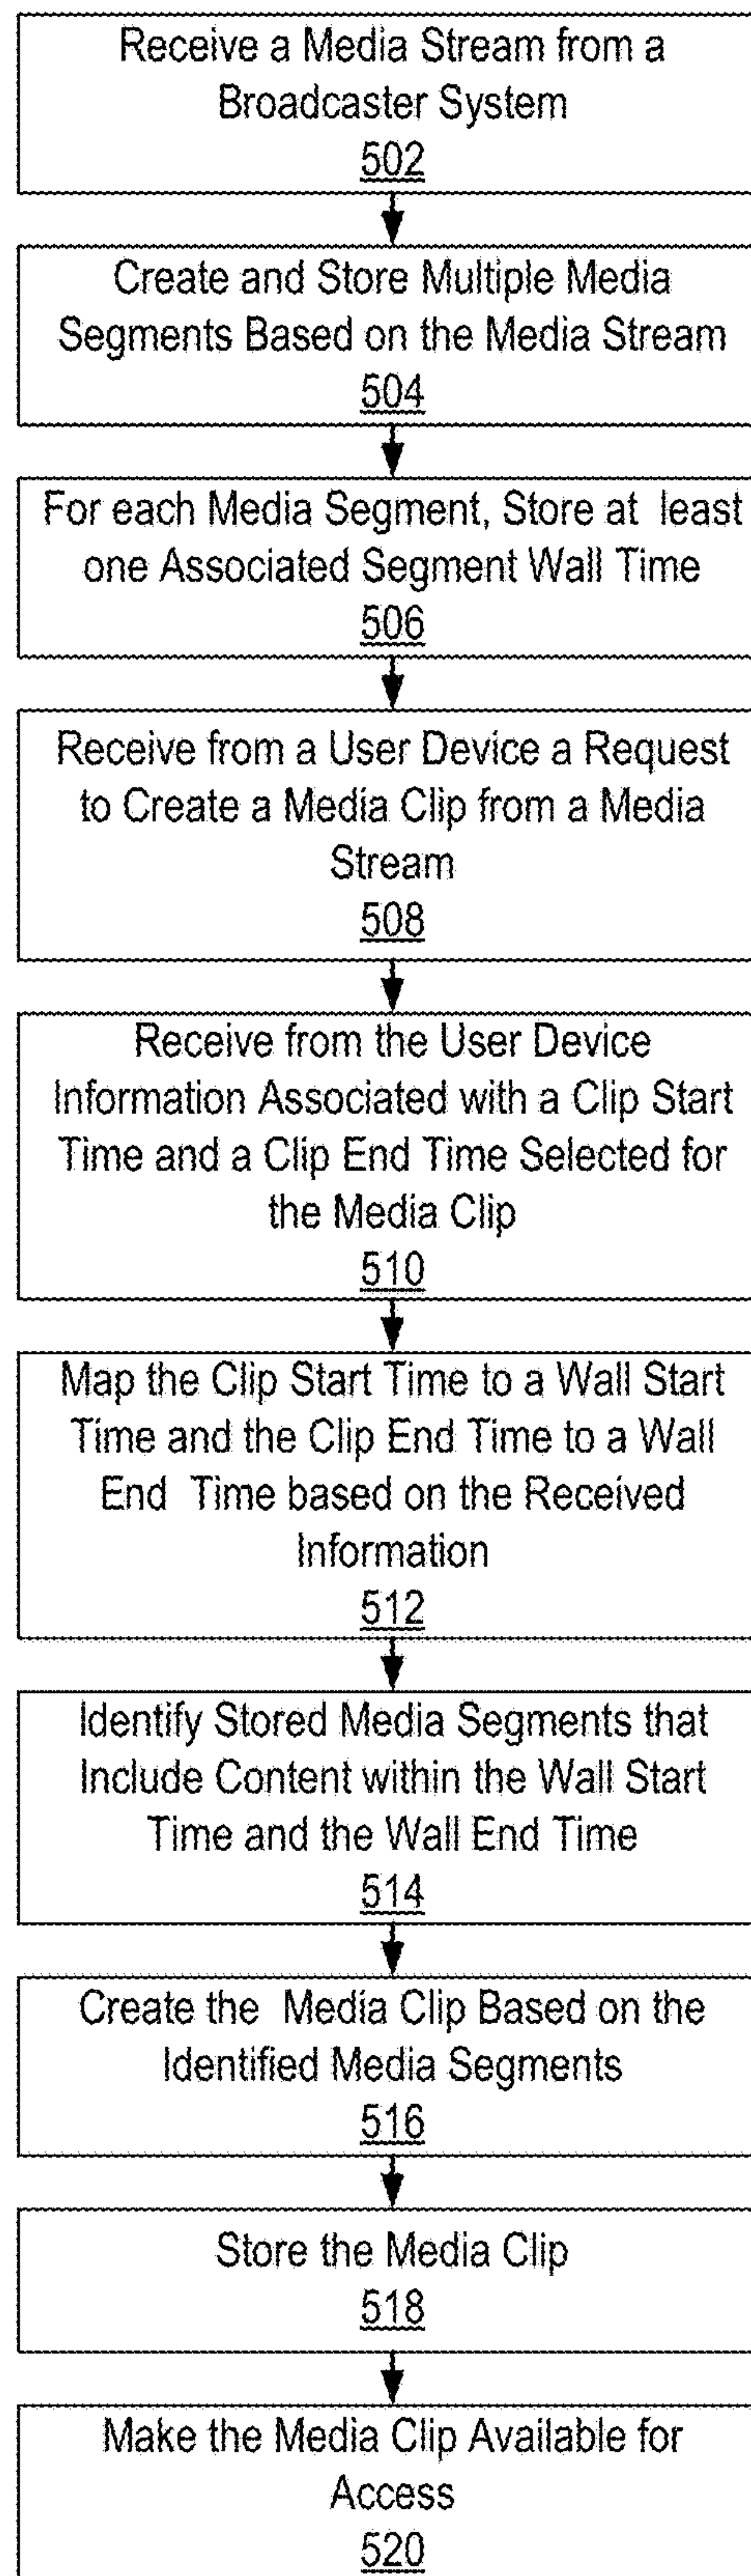 Receive a Media Stream from a
Broadcaster System
502
Create and Store Multiple Media
Segments Based on the Media Stream
504
For each Media Segment, Store at least
one Associated Segment Wall Time
506
Receive from a User Device a Request
to Create a Media Clip from a Media
Stream
508
Receive from the User Device
Information Associated with a Clip Start
Time and a Clip End Time Selected for
the Media Clip
510
Map the Clip Start Time to a Wall Start
Time and the Clip End Time to a Wall
End Time based on the Received
Information
512
Identify Stored Media Segments that
Include Content within the Wall Start
Time and the Wall End Time
514
Create the Media Clip Based on the
Identified Media Segments
516
Store the Media Clip
518
Make the Media Clip Available for
Access
520